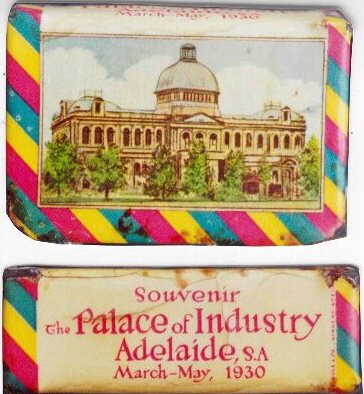 March-May, 1930
Souvenir
The Palace of Industry
Adelaide, S.A
March-May, 1930